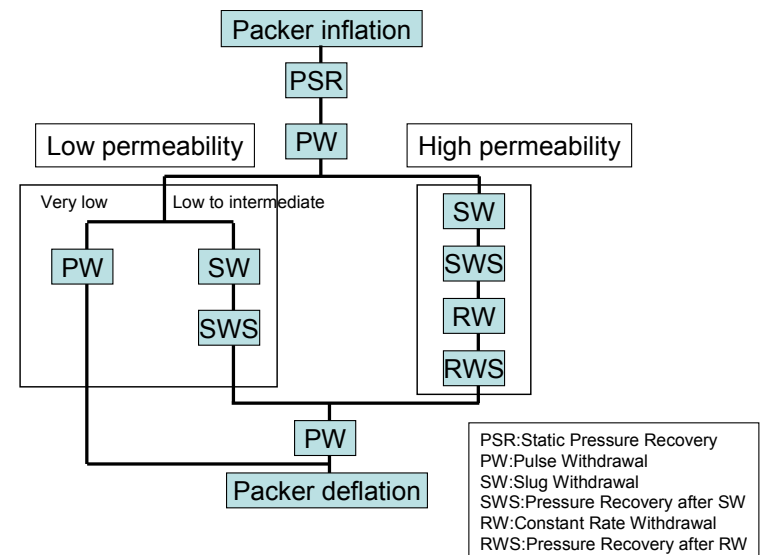 Packer inflation
PSR
PW
Low permeability
High permeability
Very low
Low to intermediate
PW
SW
SWS
SW
SWS
RW
RWS
PW
Packer deflation
PSR:Static Pressure Recovery
PW:Pulse Withdrawal
SW:Slug Withdrawal
SWS:Pressure Recovery after SW
RW:Constant Rate Withdrawal
RWS:Pressure Recovery after RW